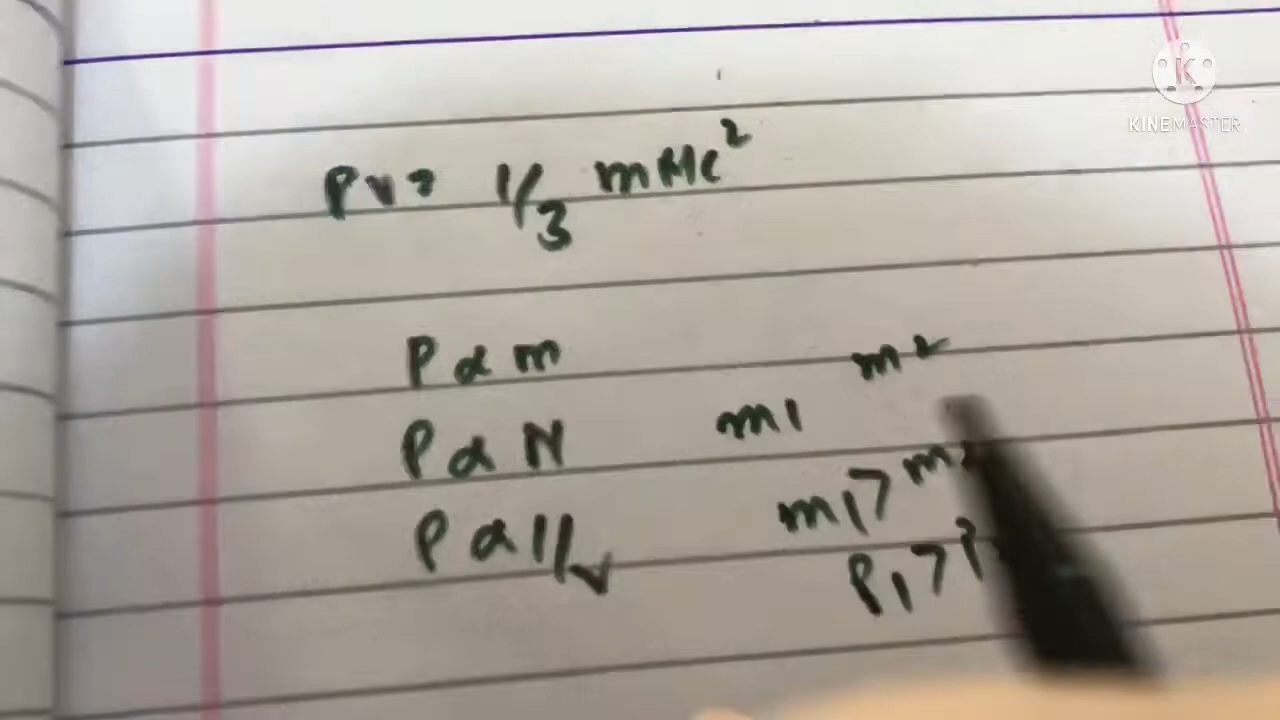 PV = 1/3 mNc²
P α m
m2
P α N
m1
m1 > m2
P α 1/v
P1 > P
K
KINEMASTER